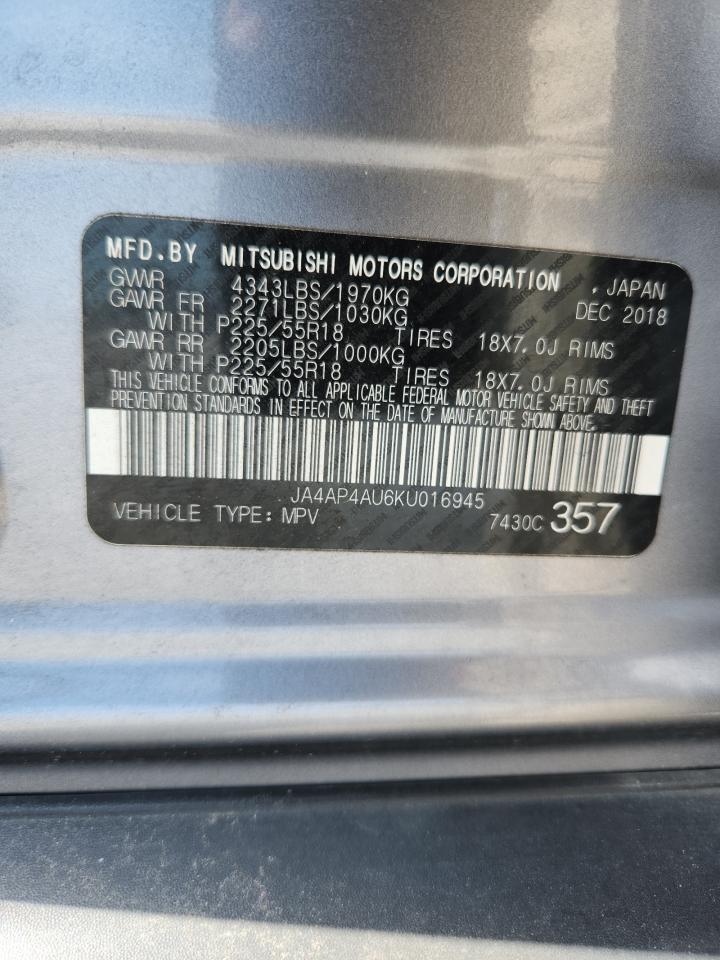 MFD.BY MITSUBISHI MOTORS CORPORATION . JAPAN
GVWR 4343LBS/1970KG DEC 2018
GAWR FR 2271LBS/1030KG
WITH P225/55R18 TIRES 18X7.0J RIMS
GAWR RR 2205LBS/1000KG
WITH P225/55R18 TIRES 18X7.0J RIMS
THIS VEHICLE CONFORMS TO ALL APPLICABLE FEDERAL MOTOR VEHICLE SAFETY AND THEFT
PREVENTION STANDARDS IN EFFECT ON THE DATE OF MANUFACTURE SHOWN ABOVE.
JA4AP4AU6KU016945
VEHICLE TYPE: MPV 7430C 357